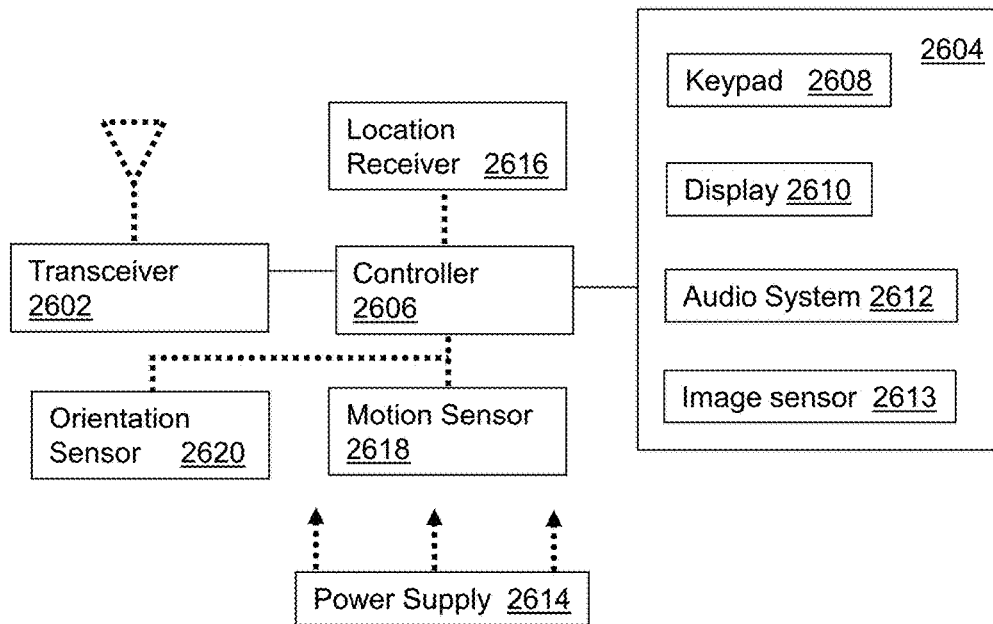 2604
Keypad 2608
Location
Receiver 2616
Display 2610
Transceiver
2602
Controller
2606
Audio System 2612
Image sensor 2613
Orientation
Sensor 2620
Motion Sensor
2618
Power Supply 2614